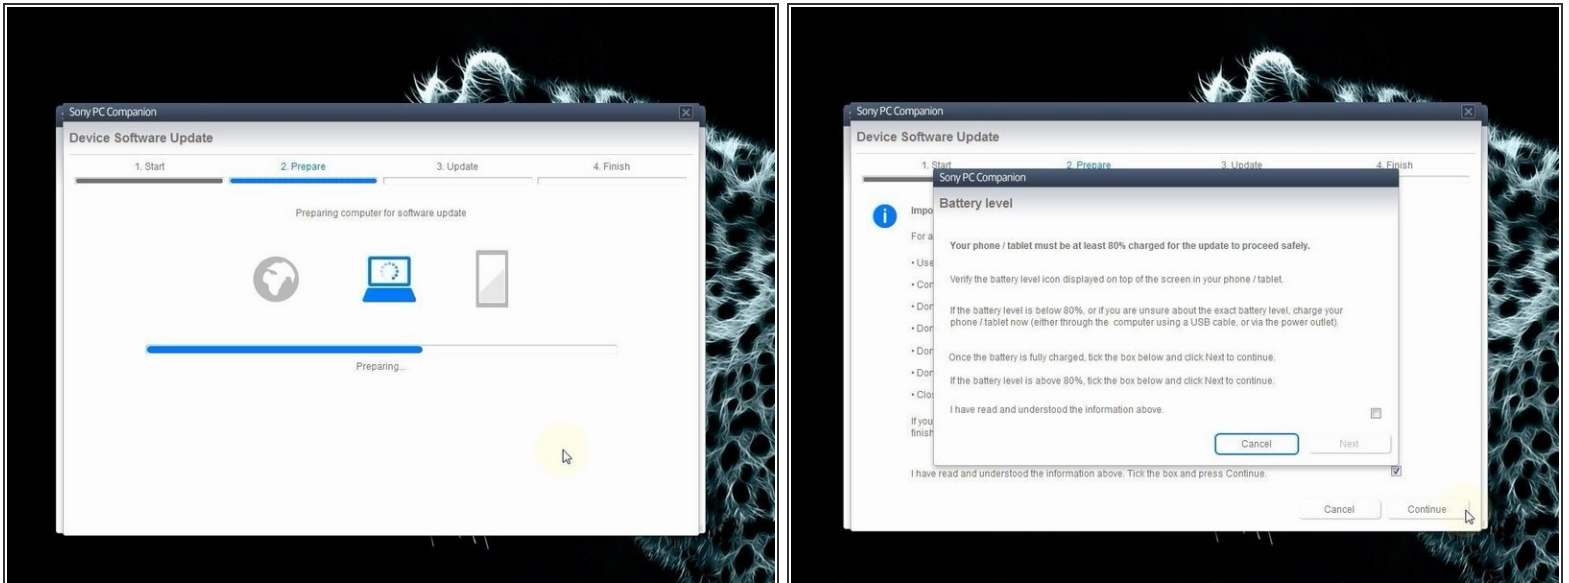 Sony PC Companion
Device Software Update
1. Start
2. Prepare
3. Update
4. Finish
Preparing computer for software update
Preparing...
Sony PC Companion
Device Software Update
1. Start
2. Prepare
3. Update
4. Finish
Sony PC Companion
Battery level
Your phone / tablet must be at least 80% charged for the update to proceed safely.
Verify the battery level icon displayed on top of the screen in your phone / tablet.
If the battery level is below 80%, or if you are unsure about the exact battery level, charge your
phone / tablet now (either through the computer using a USB cable, or via the power outlet).
Once the battery is fully charged, tick the box below and click Next to continue.
If the battery level is above 80%, tick the box below and click Next to continue.
I have read and understood the information above.
Cancel
Next
I have read and understood the information above. Tick the box and press Continue.
Cancel
Continue